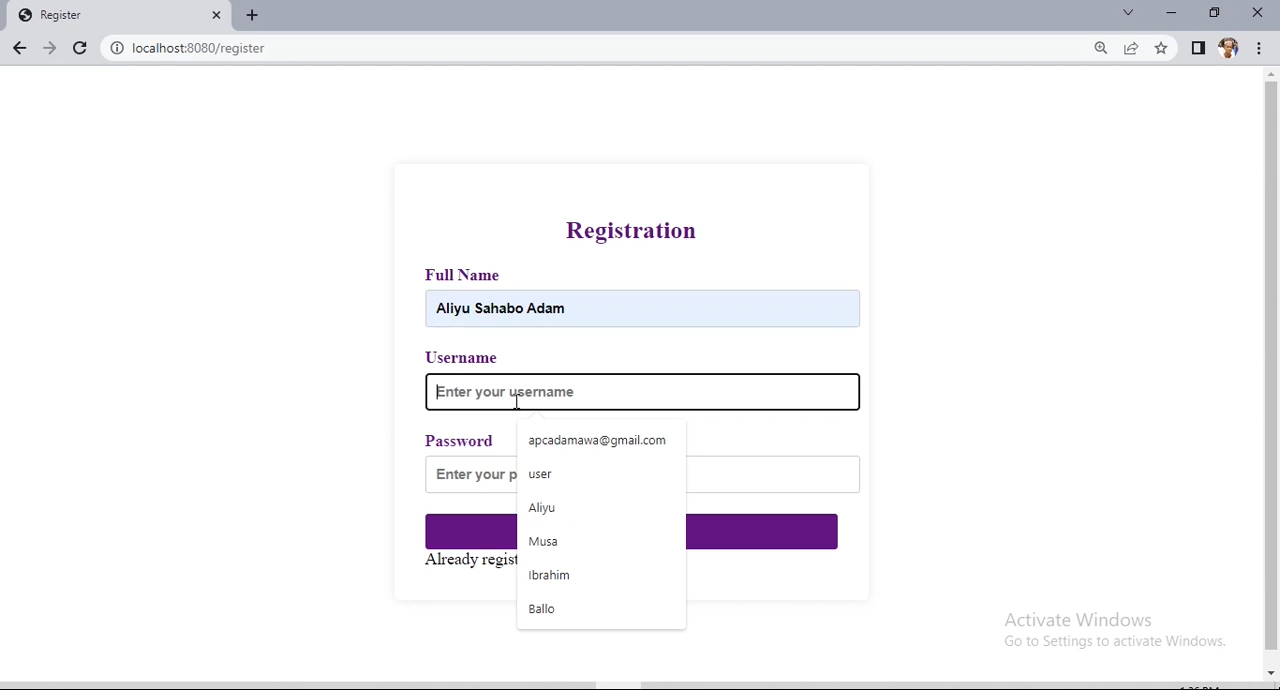 Register
localhost:8080/register
Registration
Full Name
Aliyu Sahabo Adam
Username
Enter your username
Password
apcadamawa@gmail.com
Enter your p
user
Aliyu
Musa
Already regist
Ibrahim
Ballo
Activate Windows
Go to Settings to activate Windows.